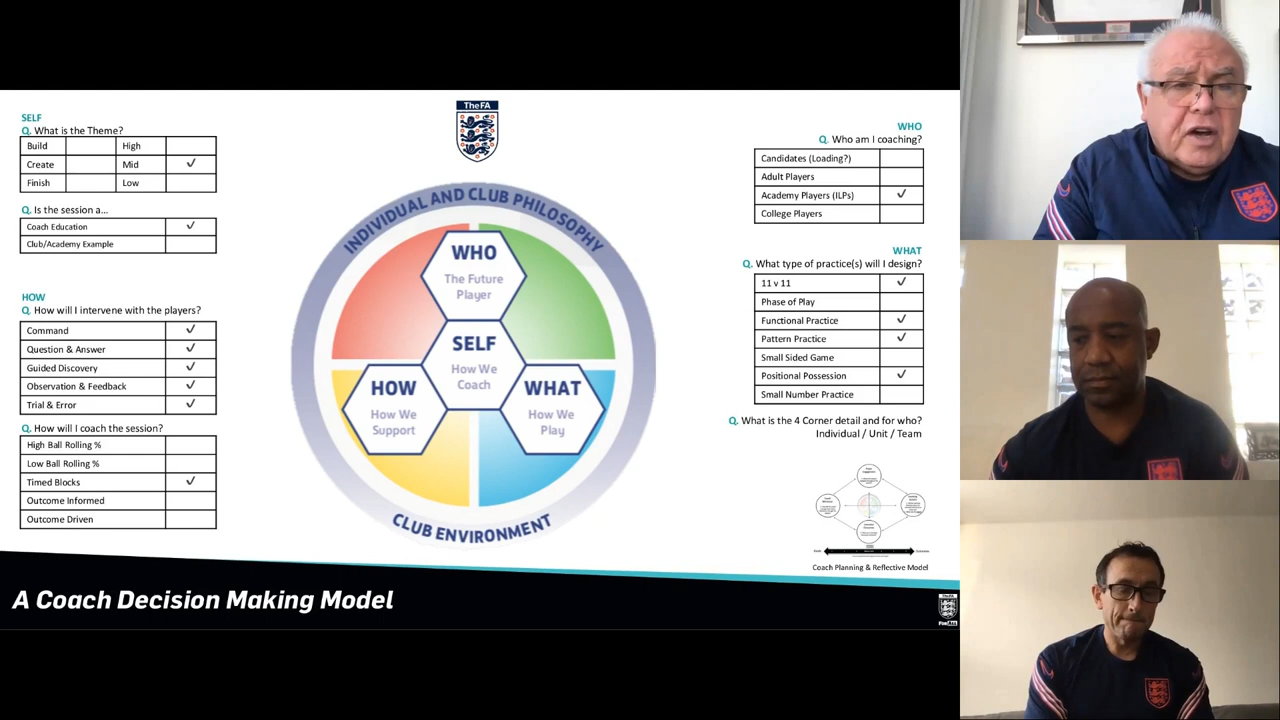 TheFA
SELF
Q. What is the Theme?
Build High
Create Mid ✓
Finish Low
Q. Is the session a...
Coach Education ✓
Club/Academy Example
HOW
Q. How will I intervene with the players?
Command ✓
Question & Answer ✓
Guided Discovery ✓
Observation & Feedback ✓
Trial & Error ✓
Q. How will I coach the session?
High Ball Rolling %
Low Ball Rolling %
Timed Blocks ✓
Outcome Informed
Outcome Driven
INDIVIDUAL AND CLUB PHILOSOPHY
WHO
The Future
Player
SELF
How We
Coach
HOW
How We
Support
WHAT
How We
Play
CLUB ENVIRONMENT
WHO
Q. Who am I coaching?
Candidates (Loading?)
Adult Players
Academy Players (ILPs) ✓
College Players
WHAT
Q. What type of practice(s) will I design?
11 v 11 ✓
Phase of Play
Functional Practice ✓
Pattern Practice ✓
Small Sided Game
Positional Possession ✓
Small Number Practice
Q. What is the 4 Corner detail and for who?
Individual / Unit / Team
Coach Planning & Reflective Model
A Coach Decision Making Model
TheFA
For All